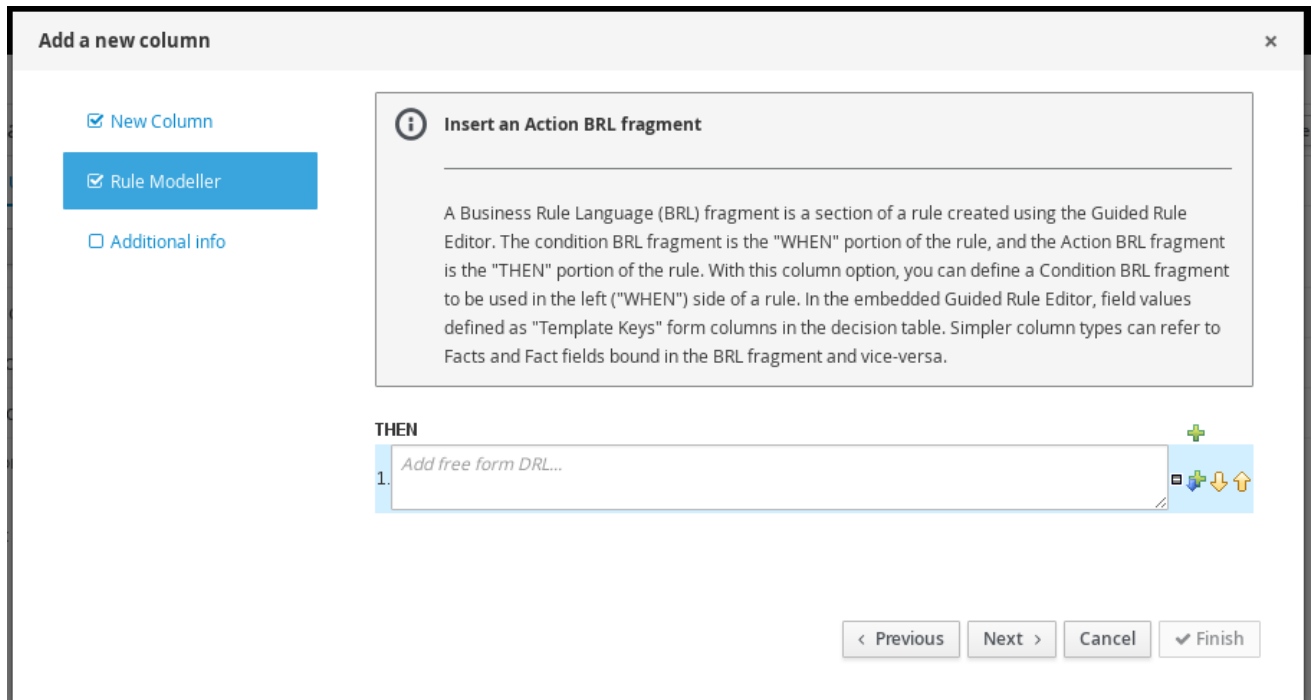 Add a new column
×
New Column
Rule Modeller
Additional info
Insert an Action BRL fragment
A Business Rule Language (BRL) fragment is a section of a rule created using the Guided Rule
Editor. The condition BRL fragment is the "WHEN" portion of the rule, and the Action BRL fragment
is the "THEN" portion of the rule. With this column option, you can define a Condition BRL fragment
to be used in the left ("WHEN") side of a rule. In the embedded Guided Rule Editor, field values
defined as "Template Keys" form columns in the decision table. Simpler column types can refer to
Facts and Fact fields bound in the BRL fragment and vice-versa.
THEN
1. Add free form DRL...
< Previous Next > Cancel Finish